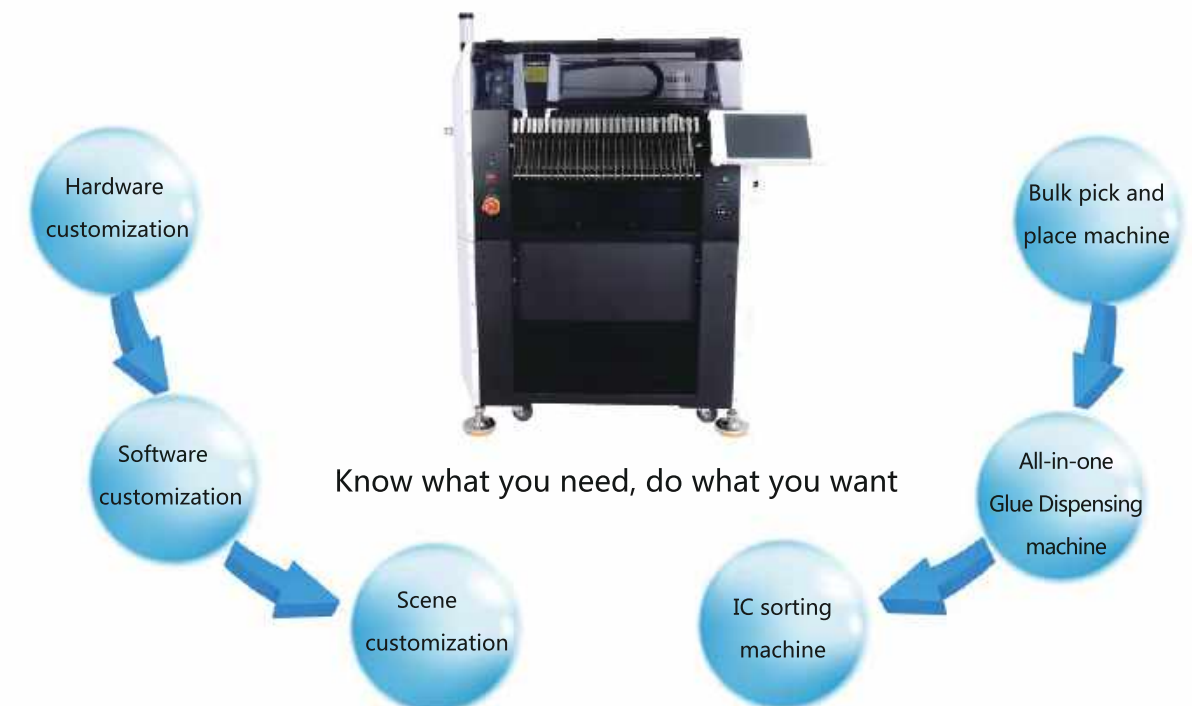 Hardware
customization
Software
customization
Scene
customization
Know what you need, do what you want
Bulk pick and
place machine
All-in-one
Glue Dispensing
machine
IC sorting
machine